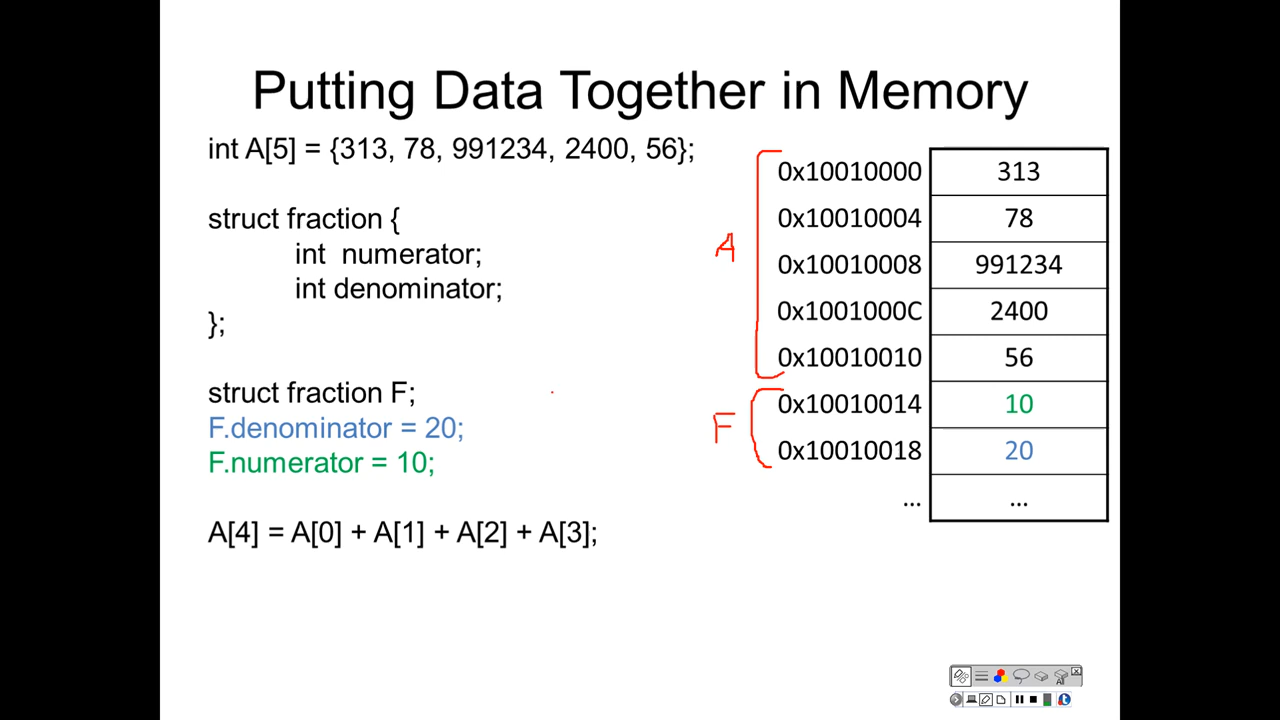 Putting Data Together in Memory
int A[5] = {313, 78, 991234, 2400, 56};
struct fraction {
int numerator;
int denominator;
};
struct fraction F;
F.denominator = 20;
F.numerator = 10;
A[4] = A[0] + A[1] + A[2] + A[3];
A
F
0x10010000 313
0x10010004 78
0x10010008 991234
0x1001000C 2400
0x10010010 56
0x10010014 10
0x10010018 20
... ...